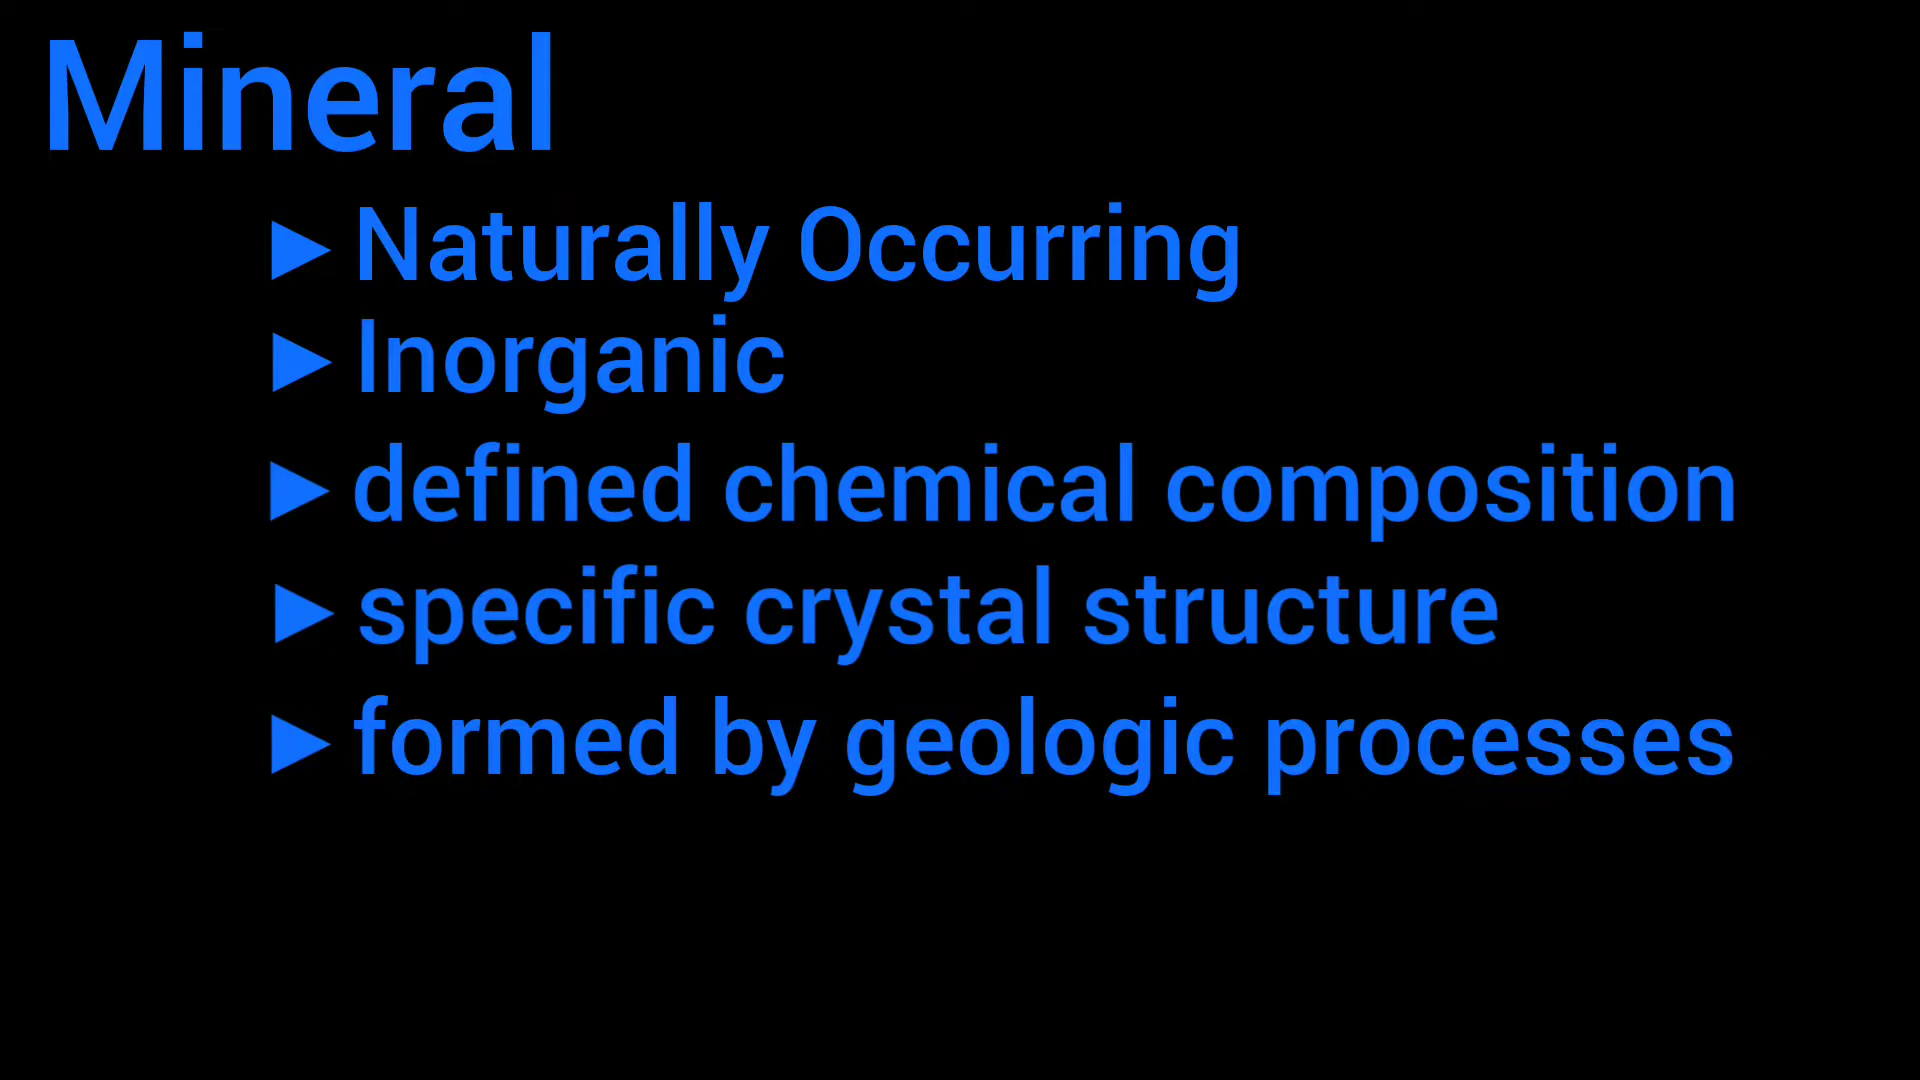 Mineral
► Naturally Occurring
► Inorganic
► defined chemical composition
► specific crystal structure
► formed by geologic processes